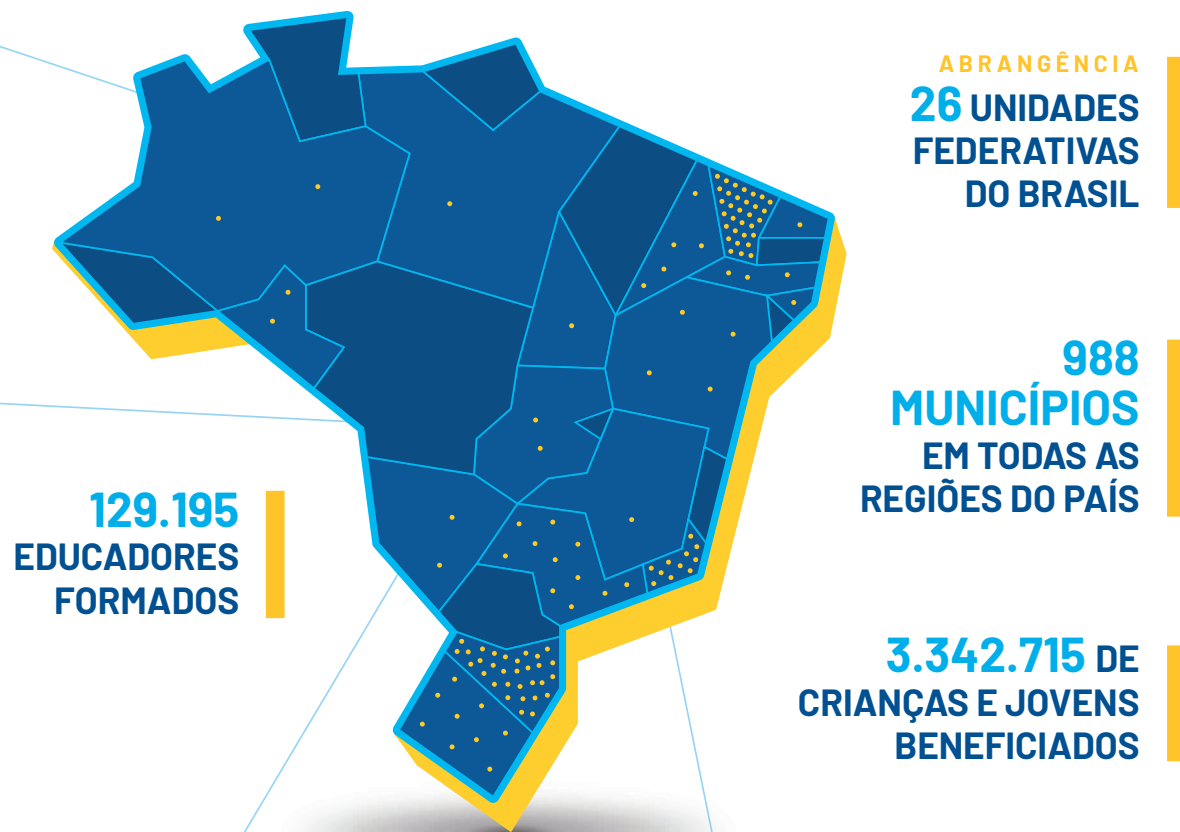 ABRANGÊNCIA
26 UNIDADES
FEDERATIVAS
DO BRASIL
988
MUNICÍPIOS
EM TODAS AS
REGIÕES DO PAÍS
129.195
EDUCADORES
FORMADOS
3.342.715 DE
CRIANÇAS E JOVENS
BENEFICIADOS